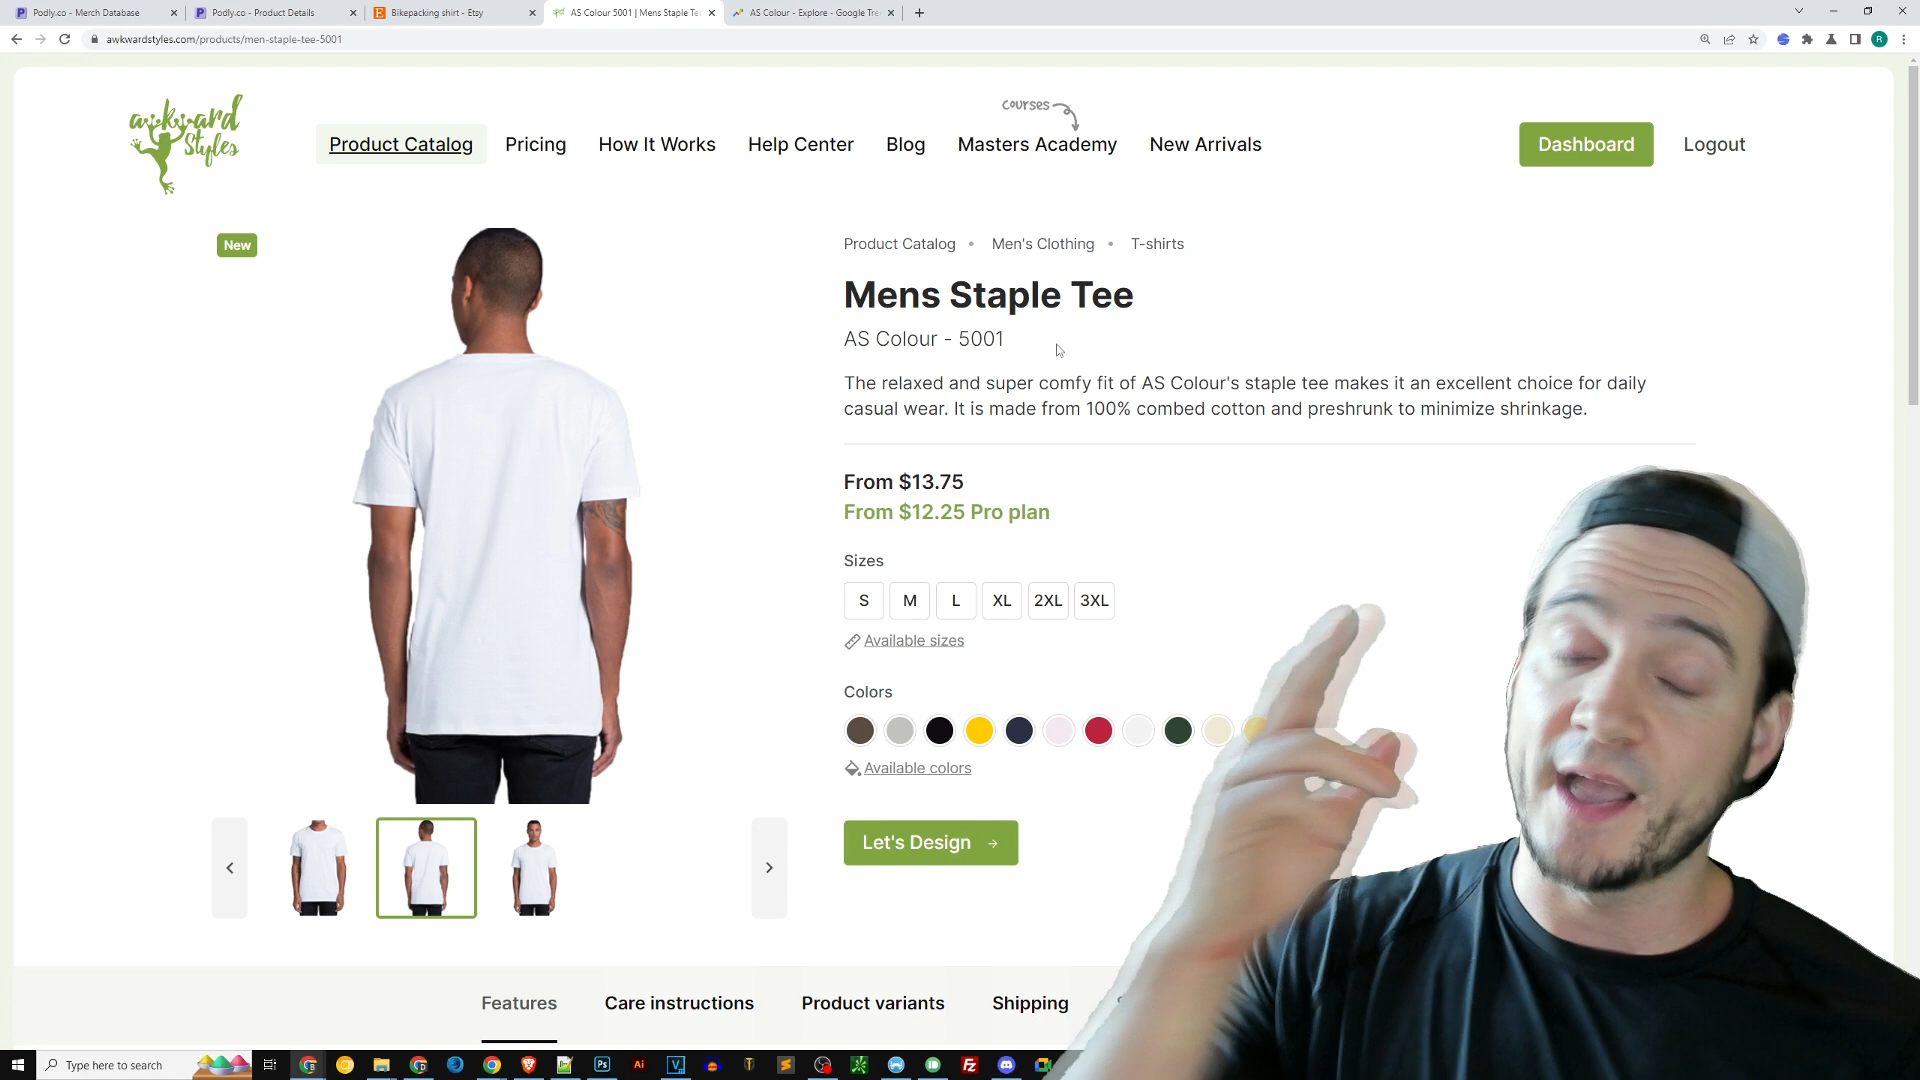 Podly.co - Merch Database
Podly.co - Product Details
Bikepacking shirt - Etsy
AS Colour 5001 | Mens Staple Te
AS Colour - Explore - Google Tre
awkwardstyles.com/products/men-staple-tee-5001
R
awkward
styles
courses
Product Catalog
Pricing
How It Works
Help Center
Blog
Masters Academy
New Arrivals
Dashboard
Logout
New
Product Catalog • Men's Clothing • T-shirts
Mens Staple Tee
AS Colour - 5001
The relaxed and super comfy fit of AS Colour's staple tee makes it an excellent choice for daily
casual wear. It is made from 100% combed cotton and preshrunk to minimize shrinkage.
From $13.75
From $12.25 Pro plan
Sizes
S M L XL 2XL 3XL
Available sizes
Colors
Available colors
Let's Design →
Features
Care instructions
Product variants
Shipping
Type here to search
Ps
Ai
V
Fz